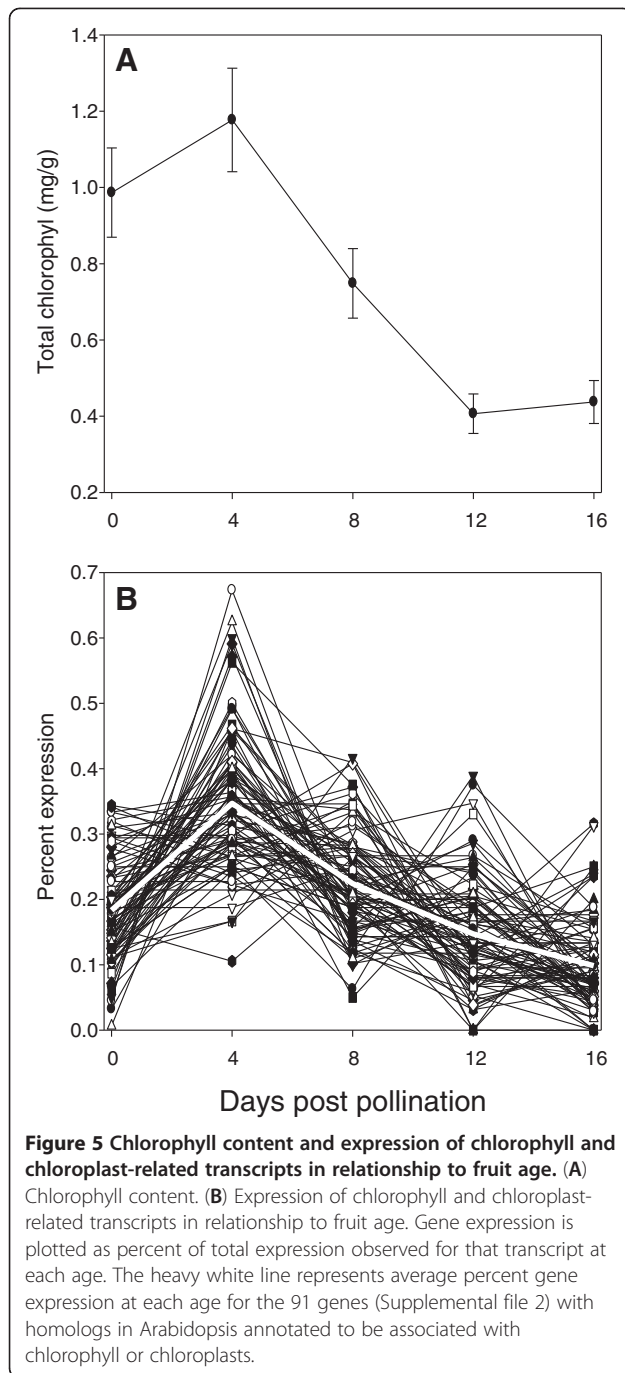 A
1.4
1.2
1.0
0.8
0.6
0.4
0.2
Total chlorophyll (mg/g)
0 4 8 12 16
B
0.7
0.6
0.5
0.4
0.3
0.2
0.1
0.0
Percent expression
0 4 8 12 16
Days post pollination
Figure 5 Chlorophyll content and expression of chlorophyll and
chloroplast-related transcripts in relationship to fruit age. (A)
Chlorophyll content. (B) Expression of chlorophyll and chloroplast-
related transcripts in relationship to fruit age. Gene expression is
plotted as percent of total expression observed for that transcript at
each age. The heavy white line represents average percent gene
expression at each age for the 91 genes (Supplemental file 2) with
homologs in Arabidopsis annotated to be associated with
chlorophyll or chloroplasts.